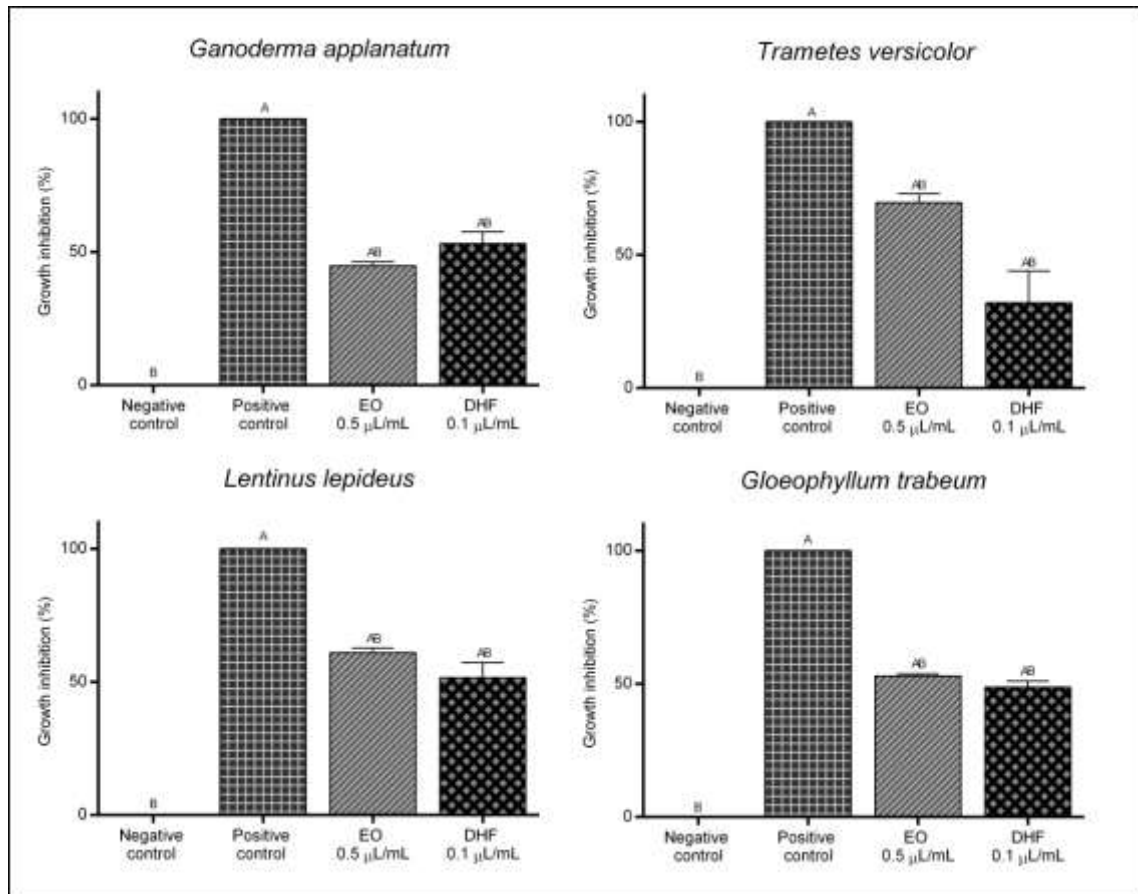 Ganoderma applanatum
Growth inhibition (%)
100
50
0
B
A
AB
AB
Negative control
Positive control
EO 0.5 μL/mL
DHF 0.1 μL/mL
Trametes versicolor
Growth inhibition (%)
100
50
0
B
A
AB
AB
Negative control
Positive control
EO 0.5 μL/mL
DHF 0.1 μL/mL
Lentinus lepideus
Growth inhibition (%)
100
50
0
B
A
AB
AB
Negative control
Positive control
EO 0.5 μL/mL
DHF 0.1 μL/mL
Gloeophyllum trabeum
Growth inhibition (%)
100
50
0
B
A
AB
AB
Negative control
Positive control
EO 0.5 μL/mL
DHF 0.1 μL/mL